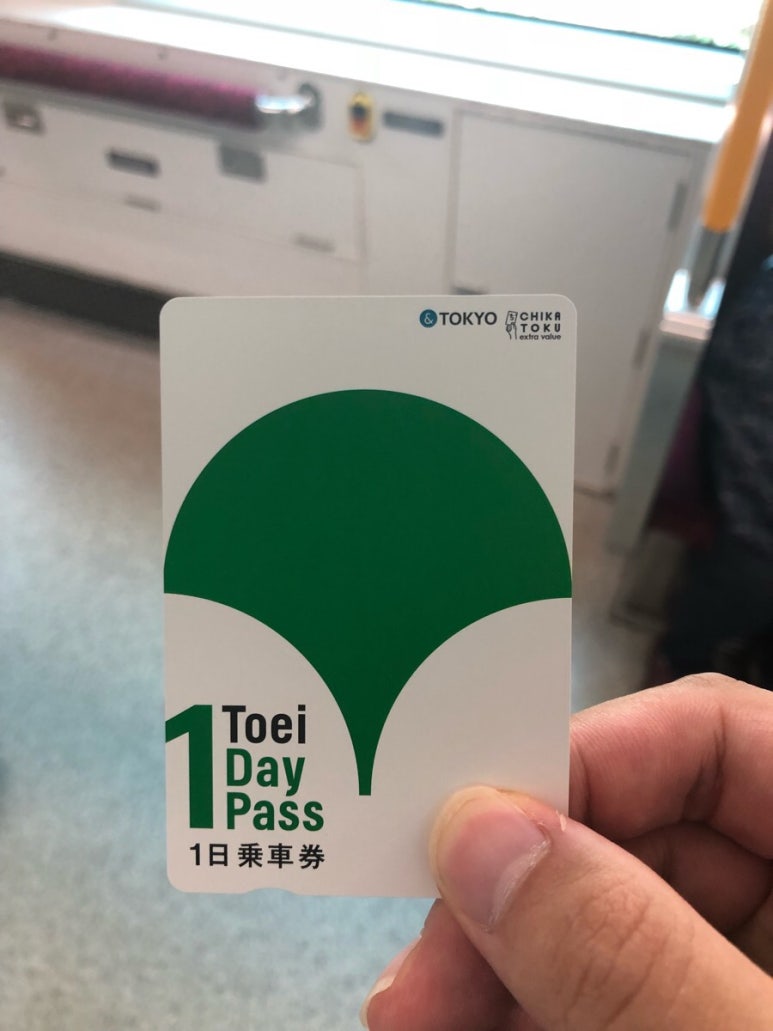 &TOKYO
CHIKA
TOKU
extra value
1 Toei
Day
Pass
1日乗車券